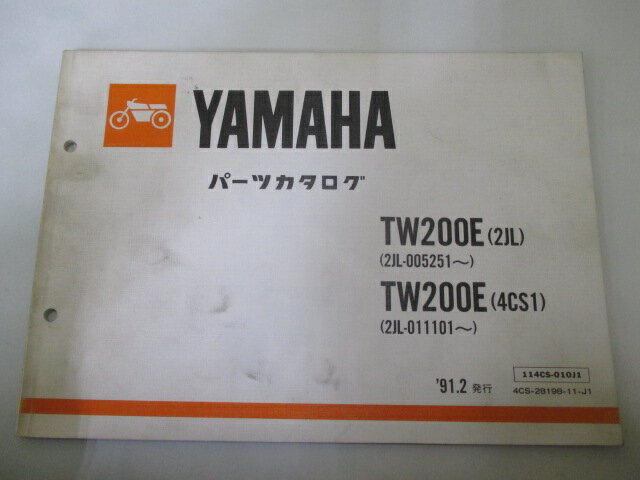 YAMAHA
パーツカタログ
TW200E(2JL)
(2JL-005251〜)
TW200E(4CS1)
(2JL-011101〜)
'91.2 発行
114CS-010J1
4CS-28198-11-J1